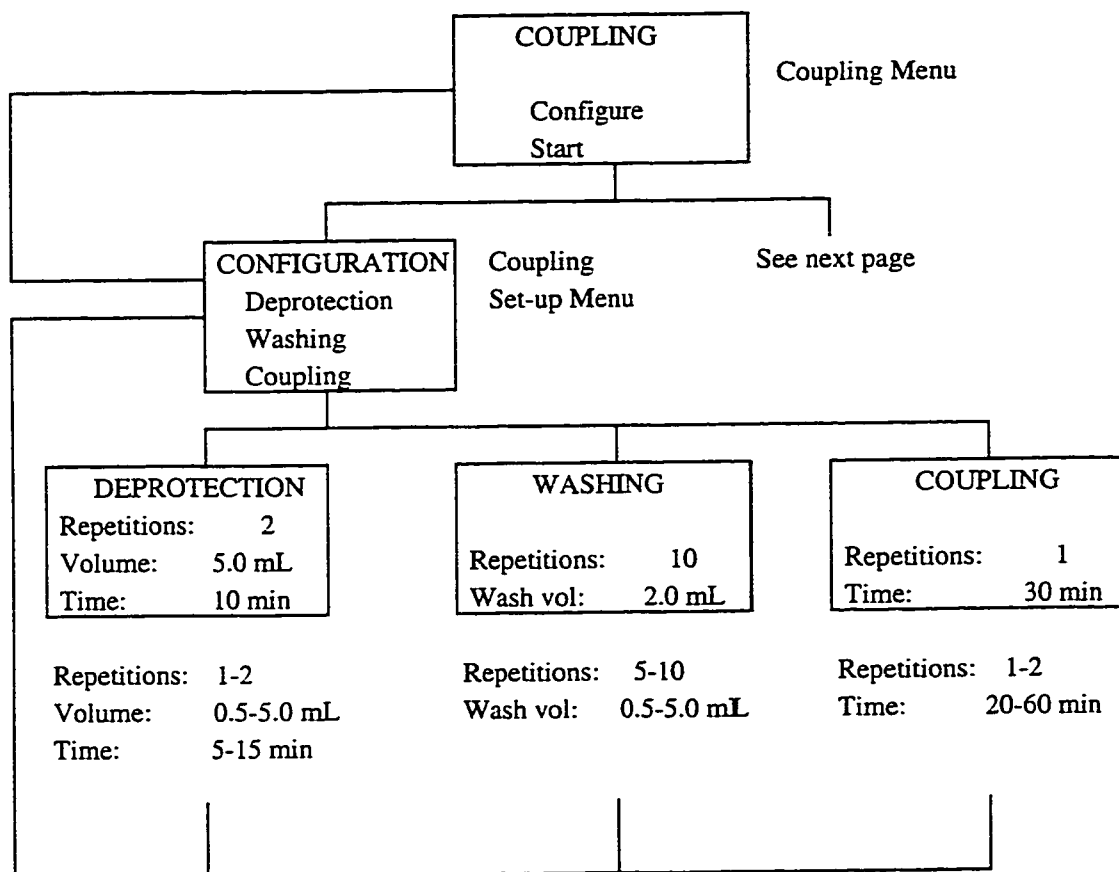 COUPLING
Configure
Start
Coupling Menu
CONFIGURATION
Deprotection
Washing
Coupling
Coupling
Set-up Menu
See next page
DEPROTECTION
Repetitions: 2
Volume: 5.0 mL
Time: 10 min
WASHING
Repetitions: 10
Wash vol: 2.0 mL
COUPLING
Repetitions: 1
Time: 30 min
Repetitions: 1-2
Volume: 0.5-5.0 mL
Time: 5-15 min
Repetitions: 5-10
Wash vol: 0.5-5.0 mL
Repetitions: 1-2
Time: 20-60 min